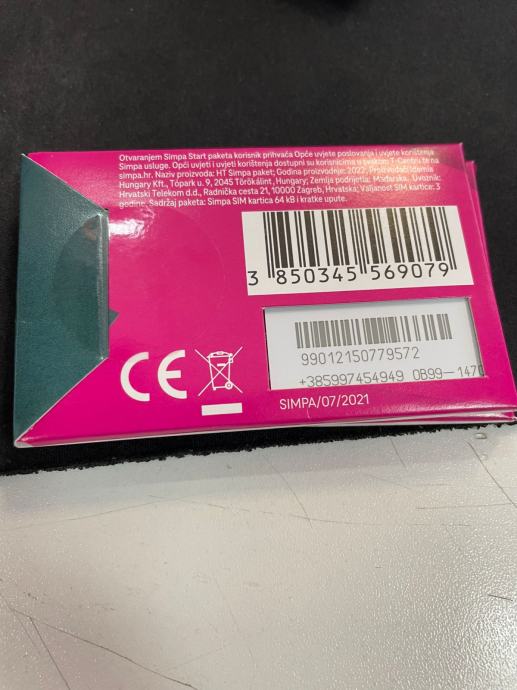 Otvaranjem Simpa Start paketa korisnik prihvaća Opće uvjete poslovanja i uvjete korištenja
Simpa usluge. Opći uvjeti i uvjeti korištenja dostupni su korisnicima u svakom T-Centru te na
simpa.hr. Naziv proizvoda: HT Simpa paket; Godina proizvodnje: 2022; Proizvođač: Idemia
Hungary Kft., Tópark u. 9, 2045 Törökálint, Hungary; Zemlja podrijetla: Mađarska. Uvoznik:
Hrvatski Telekom d.d., Radnička cesta 21, 10000 Zagreb, Hrvatska; Valjanost SIM kartice: 3
godine, Sadržaj paketa: Simpa SIM kartica 64 kB i kratke upute.
3 850345 569079
99012150779572
+385997454949 0B99-1470
CE
SIMPA/07/2021